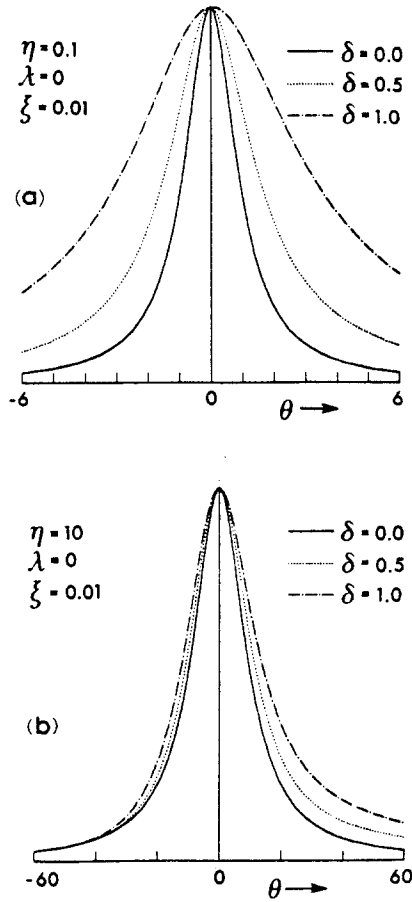 η = 0.1
λ = 0
ξ = 0.01
δ = 0.0
δ = 0.5
δ = 1.0
(a)
-6 0 6
θ →
η = 10
λ = 0
ξ = 0.01
δ = 0.0
δ = 0.5
δ = 1.0
(b)
-60 0 60
θ →